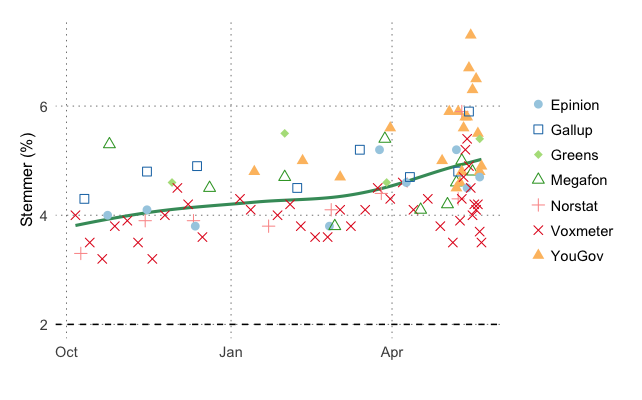 Stemmer (%)
6
4
2
Oct
Jan
Apr
Epinion
Gallup
Greens
Megafon
Norstat
Voxmeter
YouGov